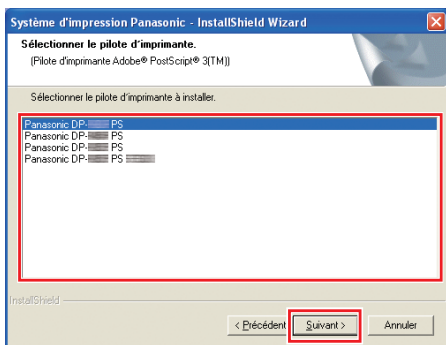 Système d'impression Panasonic - InstallShield Wizard
Sélectionner le pilote d'imprimante.
(Pilote d'imprimante Adobe® PostScript® 3(TM))
Sélectionner le pilote d'imprimante à installer.
Panasonic DP- PS
Panasonic DP- PS
Panasonic DP- PS
Panasonic DP- PS
InstallShield
< Précédent Suivant > Annuler